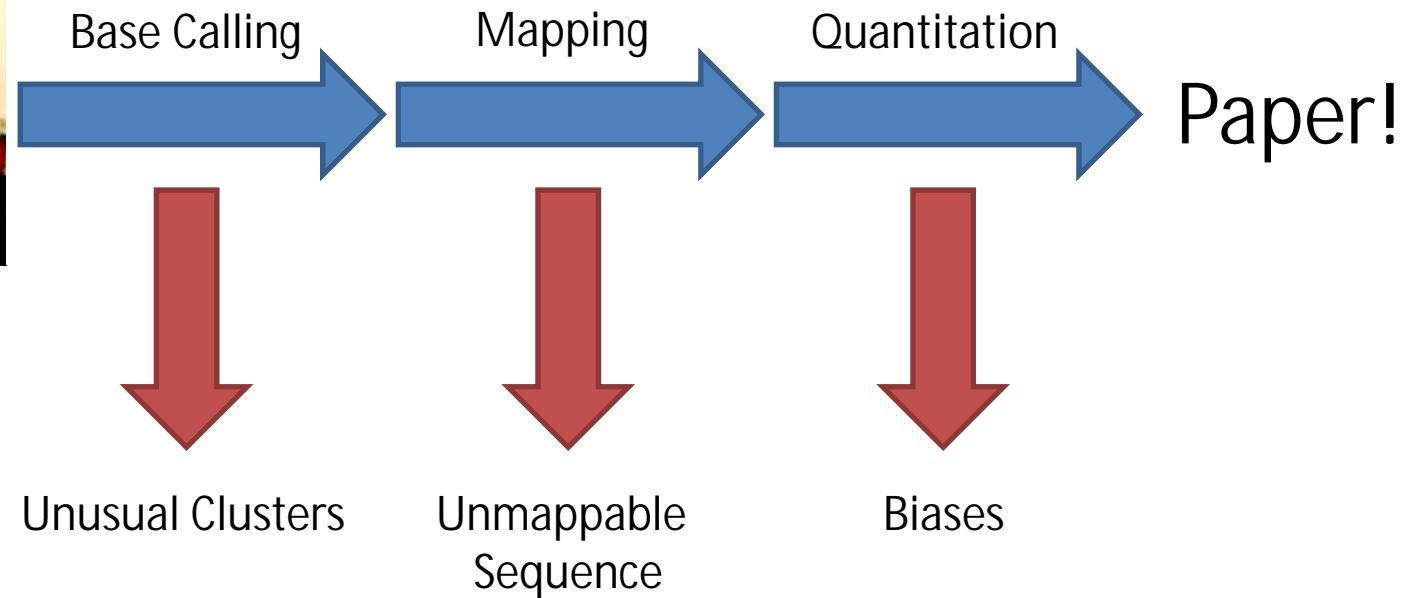 Base Calling
Mapping
Quantitation
Paper!
Unusual Clusters
Unmappable
Sequence
Biases